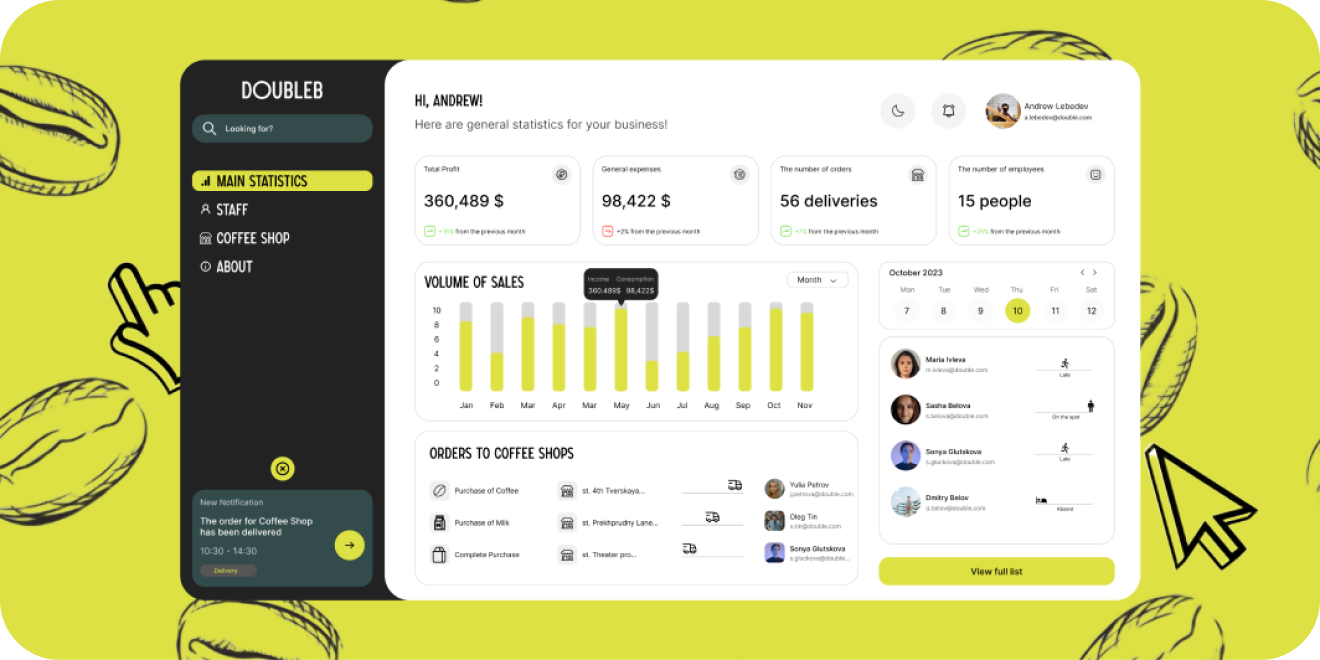 DOUBLEB
Looking for?
MAIN STATISTICS
STAFF
COFFEE SHOP
ABOUT
New Notification
The order for Coffee Shop
has been delivered
10:30 - 14:30
Delivery
HI, ANDREW!
Here are general statistics for your business!
Andrew Lebedev
a.lebedev@double.com
Total Profit
360,489 $
+15% from the previous month
General expenses
98,422 $
+2% from the previous month
The number of orders
56 deliveries
+7% from the previous month
The number of employees
15 people
+25% from the previous month
VOLUME OF SALES
Income Consumption
360.489$ 98,422$
Month
10
8
6
4
2
0
Jan Feb Mar Apr Mar May Jun Jul Aug Sep Oct Nov
October 2023
Mon Tue Wed Thu Fri Sat
7 8 9 10 11 12
Maria Ivleva
m.ivleva@double.com
Late
Sasha Belova
s.belova@double.com
On the spot
Sonya Glutskova
s.gluckova@double.com
Late
Dmitry Belov
d.belov@double.com
Absent
View full list
ORDERS TO COFFEE SHOPS
Purchase of Coffee
st. 4th Tverskaya...
Yulia Petrov
j.petrova@double.com
Purchase of Milk
st. Prekhprudny Lane...
Oleg Tin
o.tin@double.com
Complete Purchase
st. Theater pro...
Sonya Glutskova
s.gluckova@double...